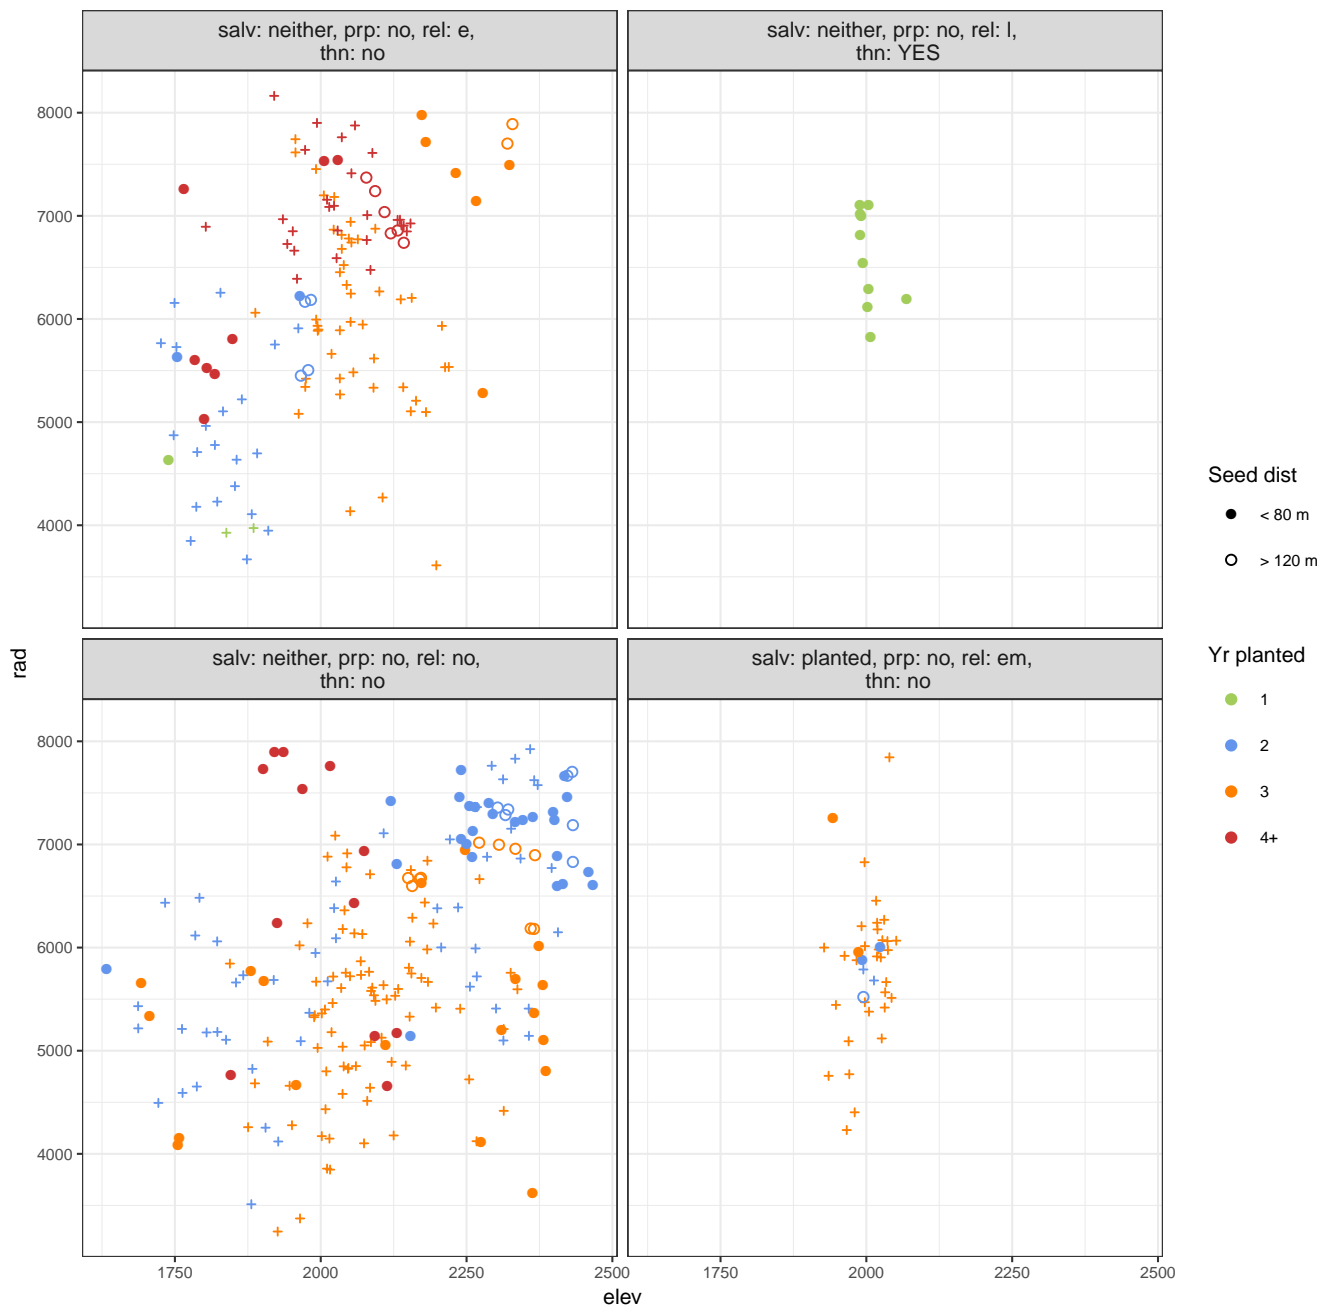 salv: neither, prp: no, rel: e,
thn: no
salv: neither, prp: no, rel: l,
thn: YES
8000
7000
6000
5000
4000
salv: neither, prp: no, rel: no,
thn: no
salv: planted, prp: no, rel: em,
thn: no
8000
7000
6000
5000
4000
1750
2000
2250
2500
1750
2000
2250
2500
elev
rad
Seed dist
< 80 m
> 120 m
Yr planted
1
2
3
4+